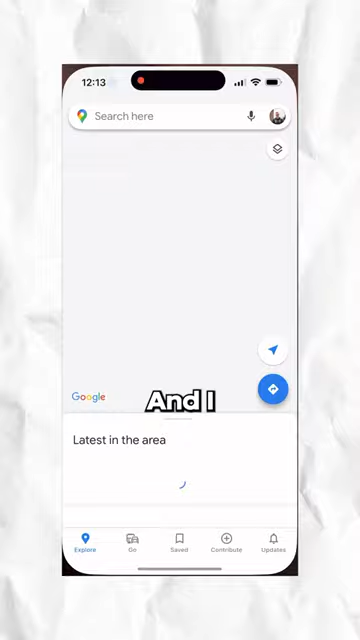 12:13
Search here
Google
And I
Latest in the area
Explore
Go
Saved
Contribute
Updates